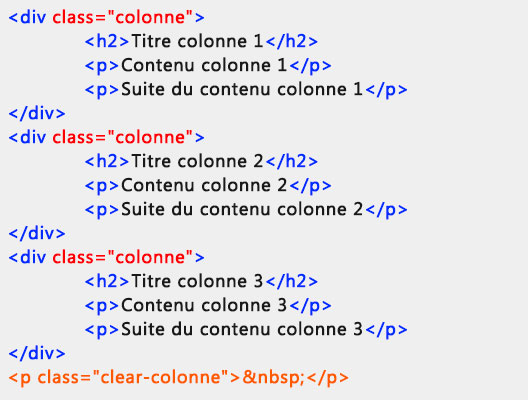 <div class="colonne">
<h2>Titre colonne 1</h2>
<p>Contenu colonne 1</p>
<p>Suite du contenu colonne 1</p>
</div>
<div class="colonne">
<h2>Titre colonne 2</h2>
<p>Contenu colonne 2</p>
<p>Suite du contenu colonne 2</p>
</div>
<div class="colonne">
<h2>Titre colonne 3</h2>
<p>Contenu colonne 3</p>
<p>Suite du contenu colonne 3</p>
</div>
<p class="clear-colonne">&nbsp;</p>